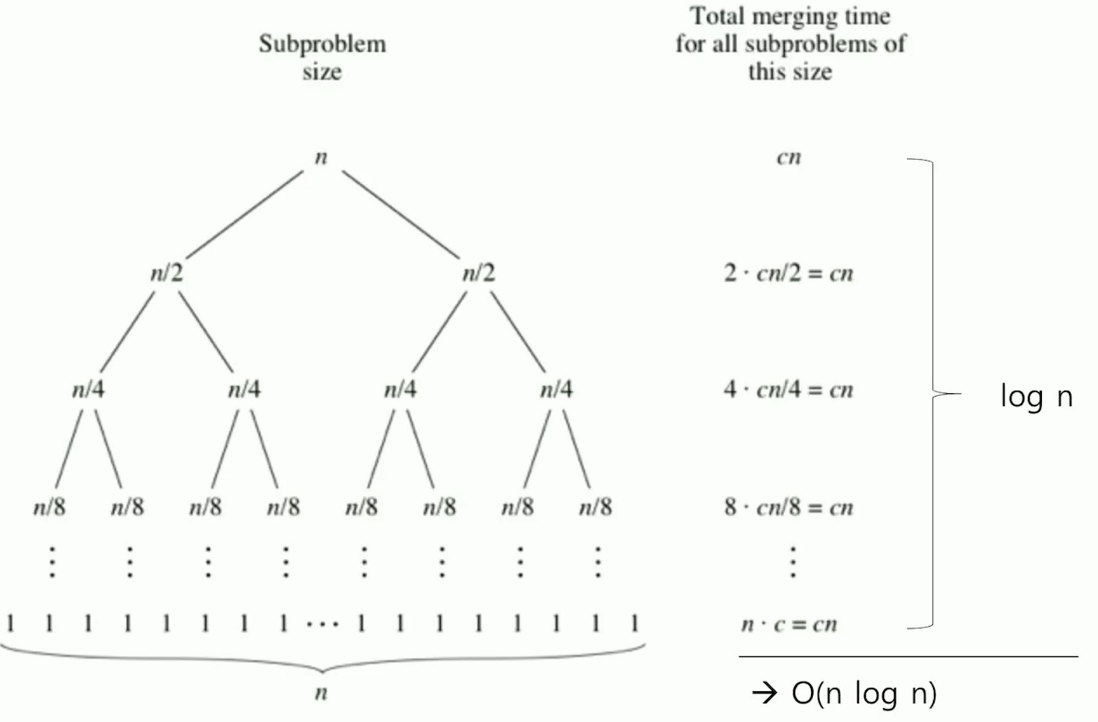 Subproblem
size
Total merging time
for all subproblems of
this size
n
cn
n/2 n/2
2 · cn/2 = cn
n/4 n/4 n/4 n/4
4 · cn/4 = cn
log n
n/8 n/8 n/8 n/8 n/8 n/8 n/8 n/8
8 · cn/8 = cn
⋮ ⋮ ⋮ ⋮ ⋮ ⋮ ⋮ ⋮
⋮
1 1 1 1 1 1 1 1 ··· 1 1 1 1 1 1 1 1
n · c = cn
n
→ O(n log n)